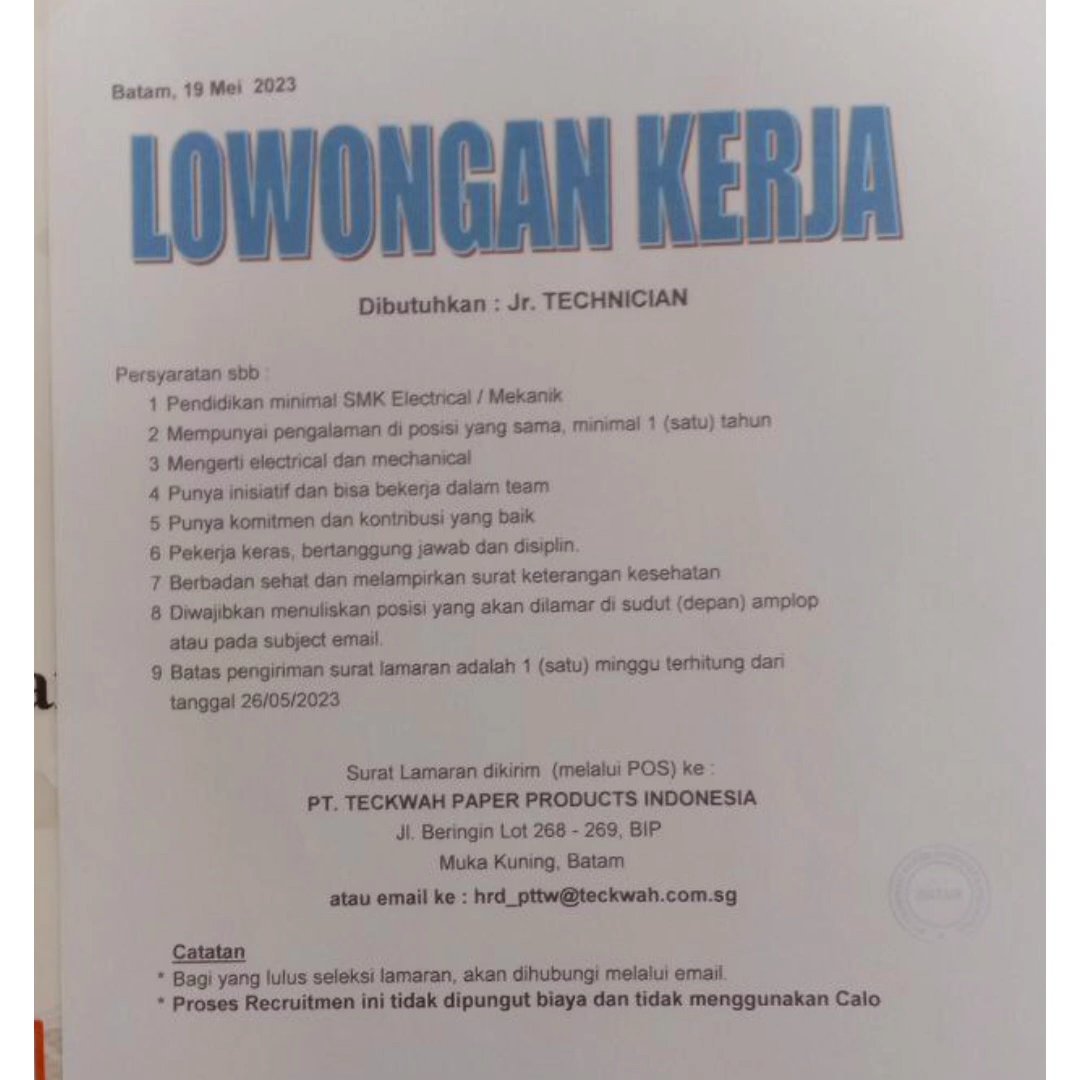 Batam, 19 Mei 2023
LOWONGAN KERJA
Dibutuhkan : Jr. TECHNICIAN
Persyaratan sbb :
1 Pendidikan minimal SMK Electrical / Mekanik
2 Mempunyai pengalaman di posisi yang sama, minimal 1 (satu) tahun
3 Mengerti electrical dan mechanical
4 Punya inisiatif dan bisa bekerja dalam team
5 Punya komitmen dan kontribusi yang baik
6 Pekerja keras, bertanggung jawab dan disiplin.
7 Berbadan sehat dan melampirkan surat keterangan kesehatan
8 Diwajibkan menuliskan posisi yang akan dilamar di sudut (depan) amplop
atau pada subject email.
9 Batas pengiriman surat lamaran adalah 1 (satu) minggu terhitung dari
tanggal 26/05/2023
Surat Lamaran dikirim (melalui POS) ke :
PT. TECKWAH PAPER PRODUCTS INDONESIA
Jl. Beringin Lot 268 - 269, BIP
Muka Kuning, Batam
atau email ke : hrd_pttw@teckwah.com.sg
Catatan
* Bagi yang lulus seleksi lamaran, akan dihubungi melalui email.
* Proses Recruitmen ini tidak dipungut biaya dan tidak menggunakan Calo